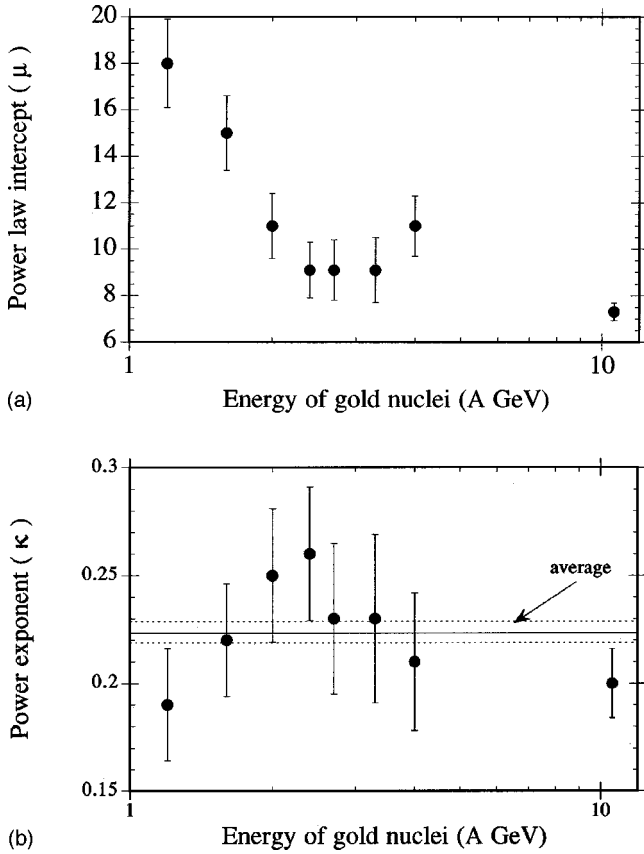 20
18
16
14
12
10
8
6
Power law intercept ( μ )
1
10
(a)
Energy of gold nuclei (A GeV)
0.3
0.25
0.2
0.15
Power exponent ( κ )
average
1
10
(b)
Energy of gold nuclei (A GeV)